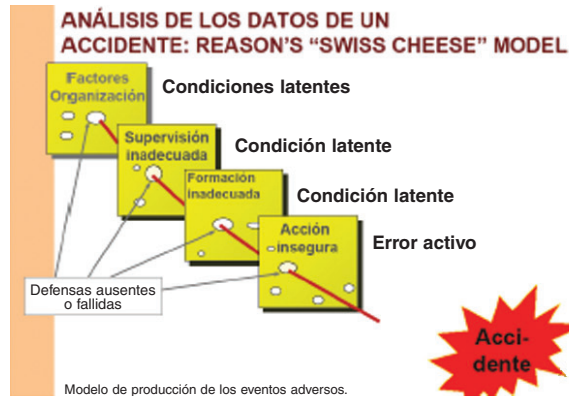 ANÁLISIS DE LOS DATOS DE UN
ACCIDENTE: REASON'S “SWISS CHEESE” MODEL
Factores
Organización
Condiciones latentes
Supervisión
inadecuada
Condición latente
Formación
inadecuada
Condición latente
Acción
insegura
Error activo
Defensas ausentes
o fallidas
Acci-
dente
Modelo de producción de los eventos adversos.